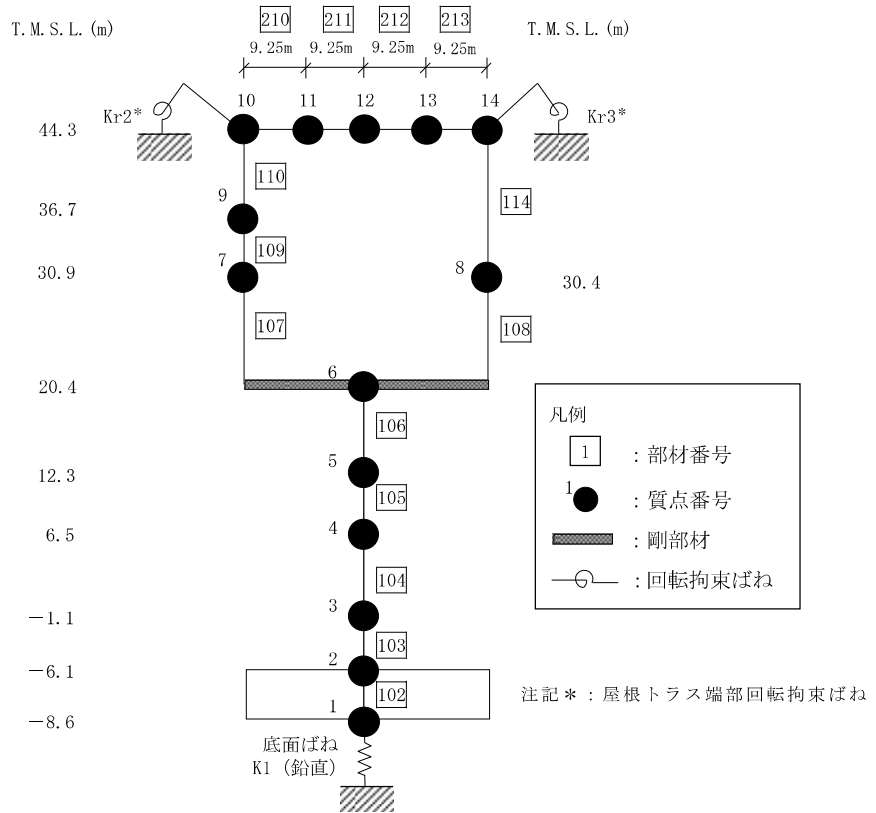 210 211 212 213
T.M.S.L.(m) T.M.S.L.(m)
9.25m 9.25m 9.25m 9.25m
Kr2* 10 11 12 13 14 Kr3*
44.3
110
9 114
36.7
109
7 8
30.9 30.4
107 108
6
20.4
106
凡例
5 1 :部材番号
12.3
105 1 :質点番号
4
6.5 :剛部材
104 :回転拘束ばね
3
-1.1
103
2
-6.1
102 注記*:屋根トラス端部回転拘束ばね
1
-8.6
底面ばね
K1(鉛直)